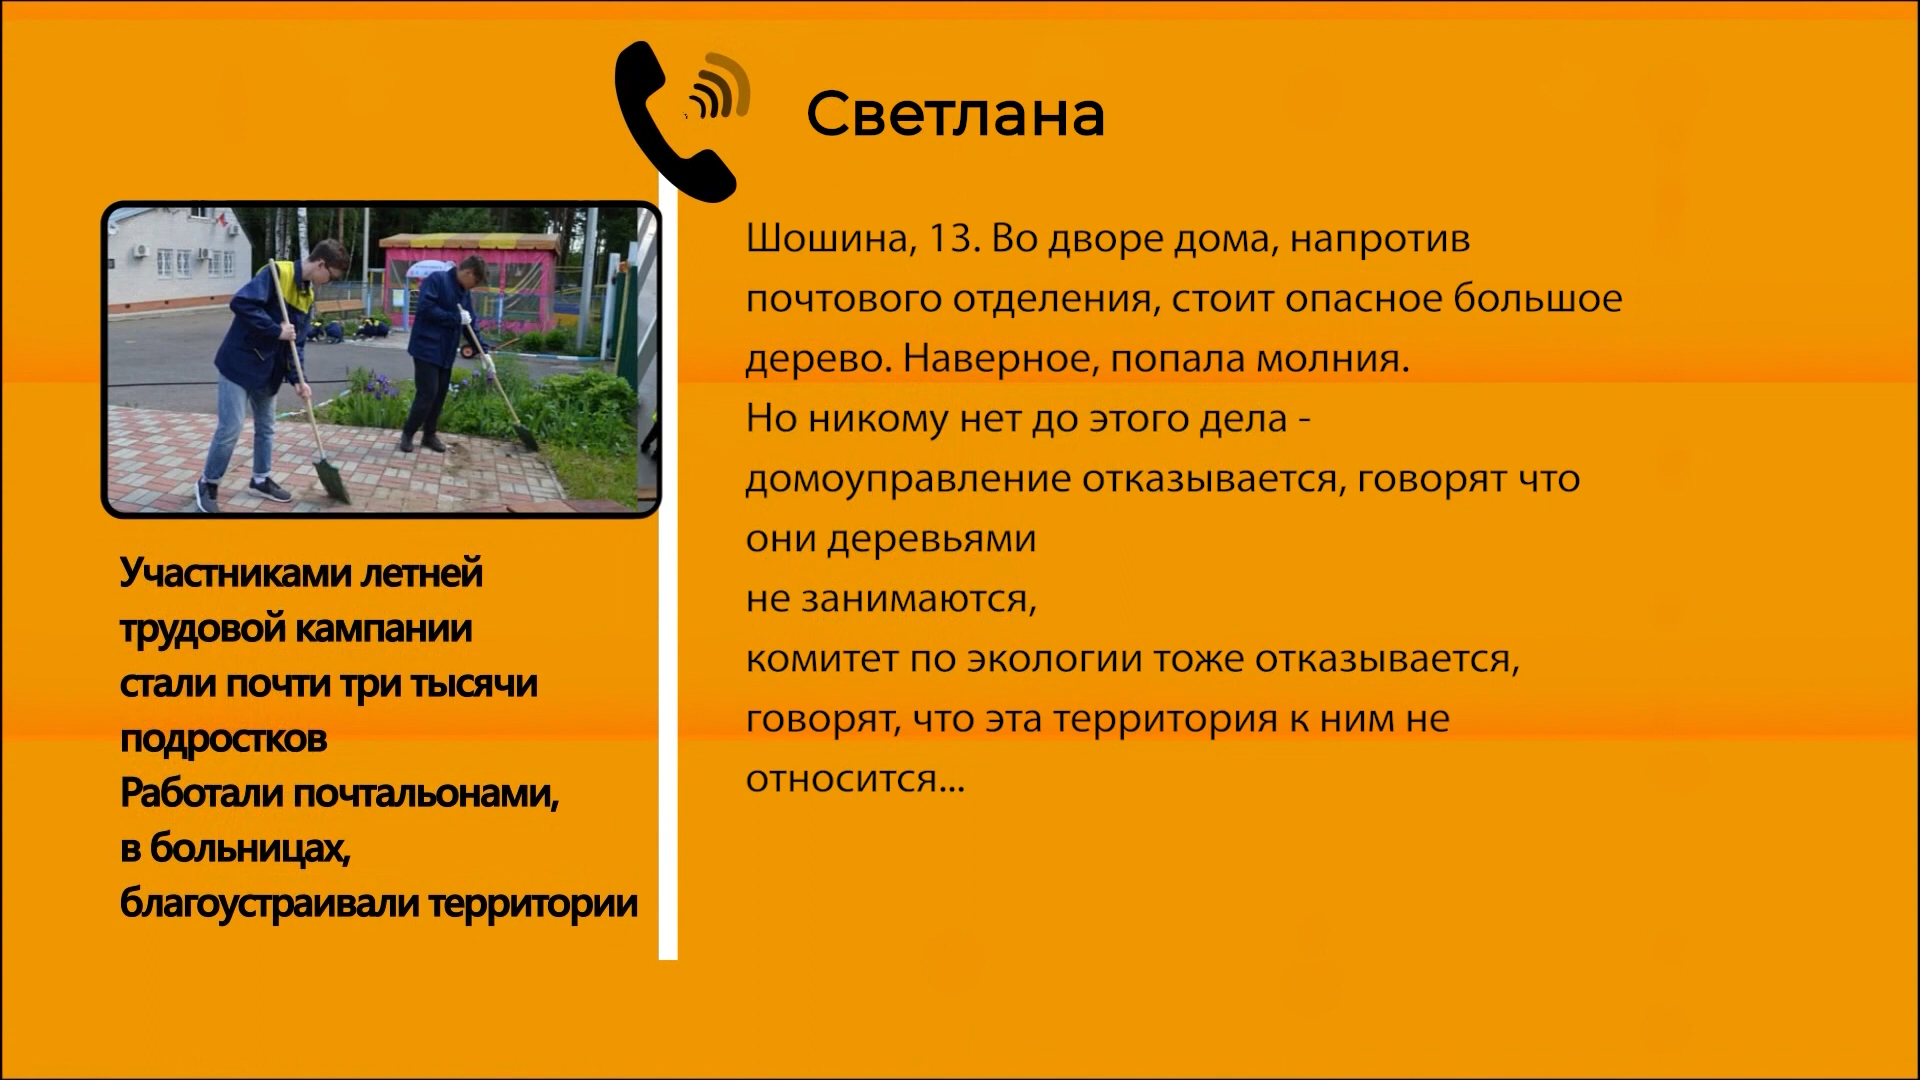 Светлана
Шошина, 13. Во дворе дома, напротив
почтового отделения, стоит опасное большое
дерево. Наверное, попала молния.
Но никому нет до этого дела -
домоуправление отказывается, говорят что
они деревьями
не занимаются,
комитет по экологии тоже отказывается,
говорят, что эта территория к ним не
относится...
Участниками летней
трудовой кампании
стали почти три тысячи
подростков
Работали почтальонами,
в больницах,
благоустраивали территории